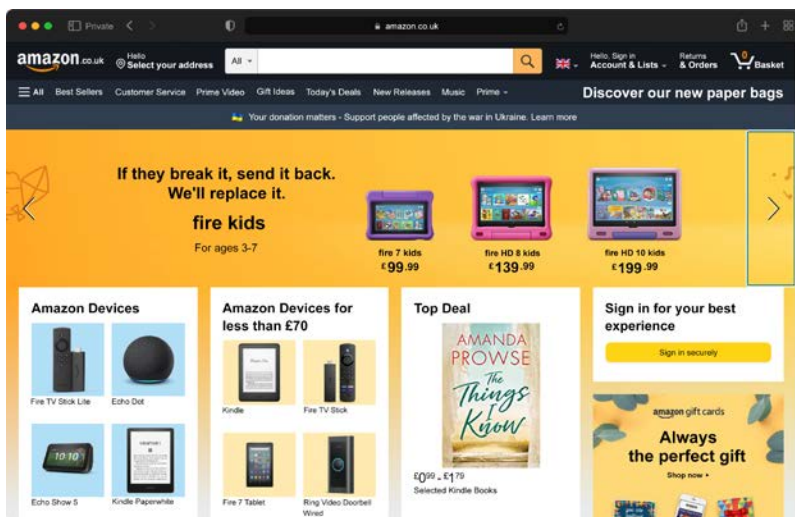 Private
amazon.co.uk
amazon.co.uk
Hello
Select your address
All
Hello, Sign in
Account & Lists
Returns
& Orders
0
Basket
All
Best Sellers
Customer Service
Prime Video
Gift Ideas
Today's Deals
New Releases
Music
Prime
Discover our new paper bags
Your donation matters - Support people affected by the war in Ukraine. Learn more
If they break it, send it back.
We'll replace it.
fire kids
For ages 3-7
fire 7 kids
£99.99
fire HD 8 kids
£139.99
fire HD 10 kids
£199.99
Amazon Devices
Fire TV Stick Lite
Echo Dot
10:10
Echo Show 5
Kindle Paperwhite
Amazon Devices for
less than £70
Kindle
Fire TV Stick
Fire 7 Tablet
Ring Video Doorbell
Wired
Top Deal
AMANDA
PROWSE
The
Things
I
Know
£0.99 - £1.79
Selected Kindle Books
Sign in for your best
experience
Sign in securely
amazon gift cards
Always
the perfect gift
Shop now